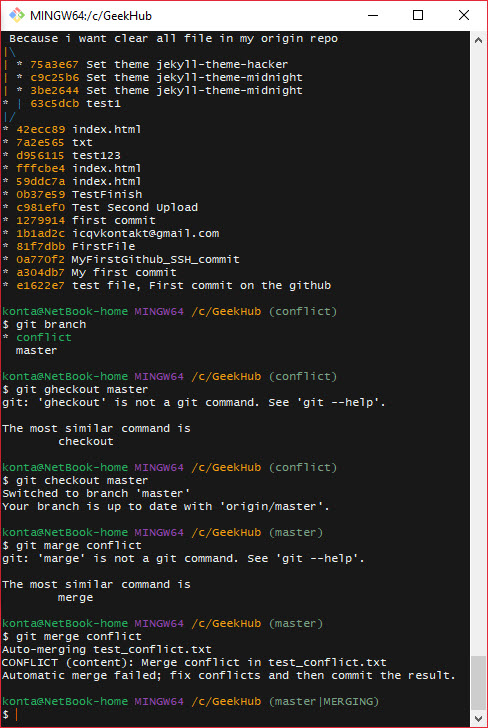 MINGW64:/c/GeekHub
Because i want clear all file in my origin repo
|\
| * 75a3e67 Set theme jekyll-theme-hacker
| * c9c25b6 Set theme jekyll-theme-midnight
| * 3be2644 Set theme jekyll-theme-midnight
* | 63c5dcb test1
|/
* 42ecc89 index.html
* 7a2e565 txt
* d956115 test123
* fffcbe4 index.html
* 59ddc7a index.html
* 0b37e59 TestFinish
* c981ef0 Test Second Upload
* 1279914 first commit
* 1b1ad2c icqvkontakt@gmail.com
* 81f7dbb FirstFile
* 0a770f2 MyFirstGithub_SSH_commit
* a304db7 My first commit
* e1622e7 test file, First commit on the github
konta@NetBook-home MINGW64 /c/GeekHub (conflict)
$ git branch
* conflict
master
konta@NetBook-home MINGW64 /c/GeekHub (conflict)
$ git gheckout master
git: 'gheckout' is not a git command. See 'git --help'.
The most similar command is
checkout
konta@NetBook-home MINGW64 /c/GeekHub (conflict)
$ git checkout master
Switched to branch 'master'
Your branch is up to date with 'origin/master'.
konta@NetBook-home MINGW64 /c/GeekHub (master)
$ git marge conflict
git: 'marge' is not a git command. See 'git --help'.
The most similar command is
merge
konta@NetBook-home MINGW64 /c/GeekHub (master)
$ git merge conflict
Auto-merging test_conflict.txt
CONFLICT (content): Merge conflict in test_conflict.txt
Automatic merge failed; fix conflicts and then commit the result.
konta@NetBook-home MINGW64 /c/GeekHub (master|MERGING)
$